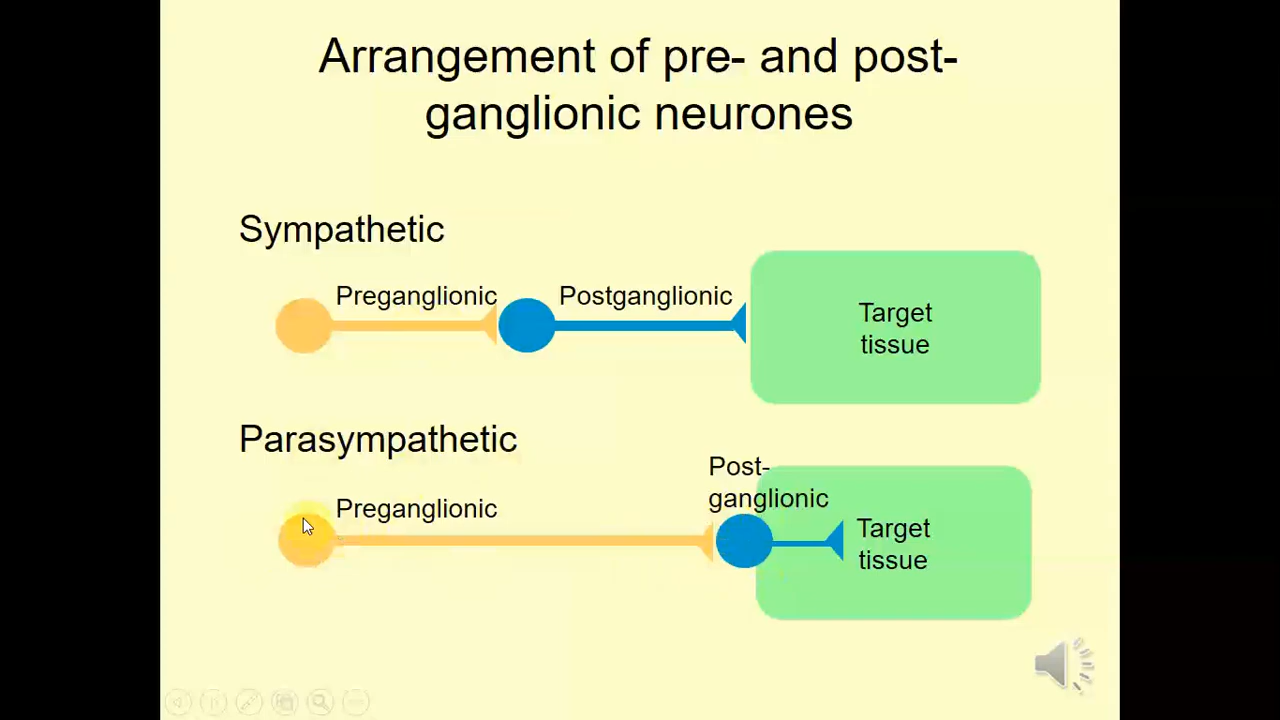 Arrangement of pre- and post-
ganglionic neurones
Sympathetic
Preganglionic
Postganglionic
Target
tissue
Parasympathetic
Preganglionic
Post-
ganglionic
Target
tissue